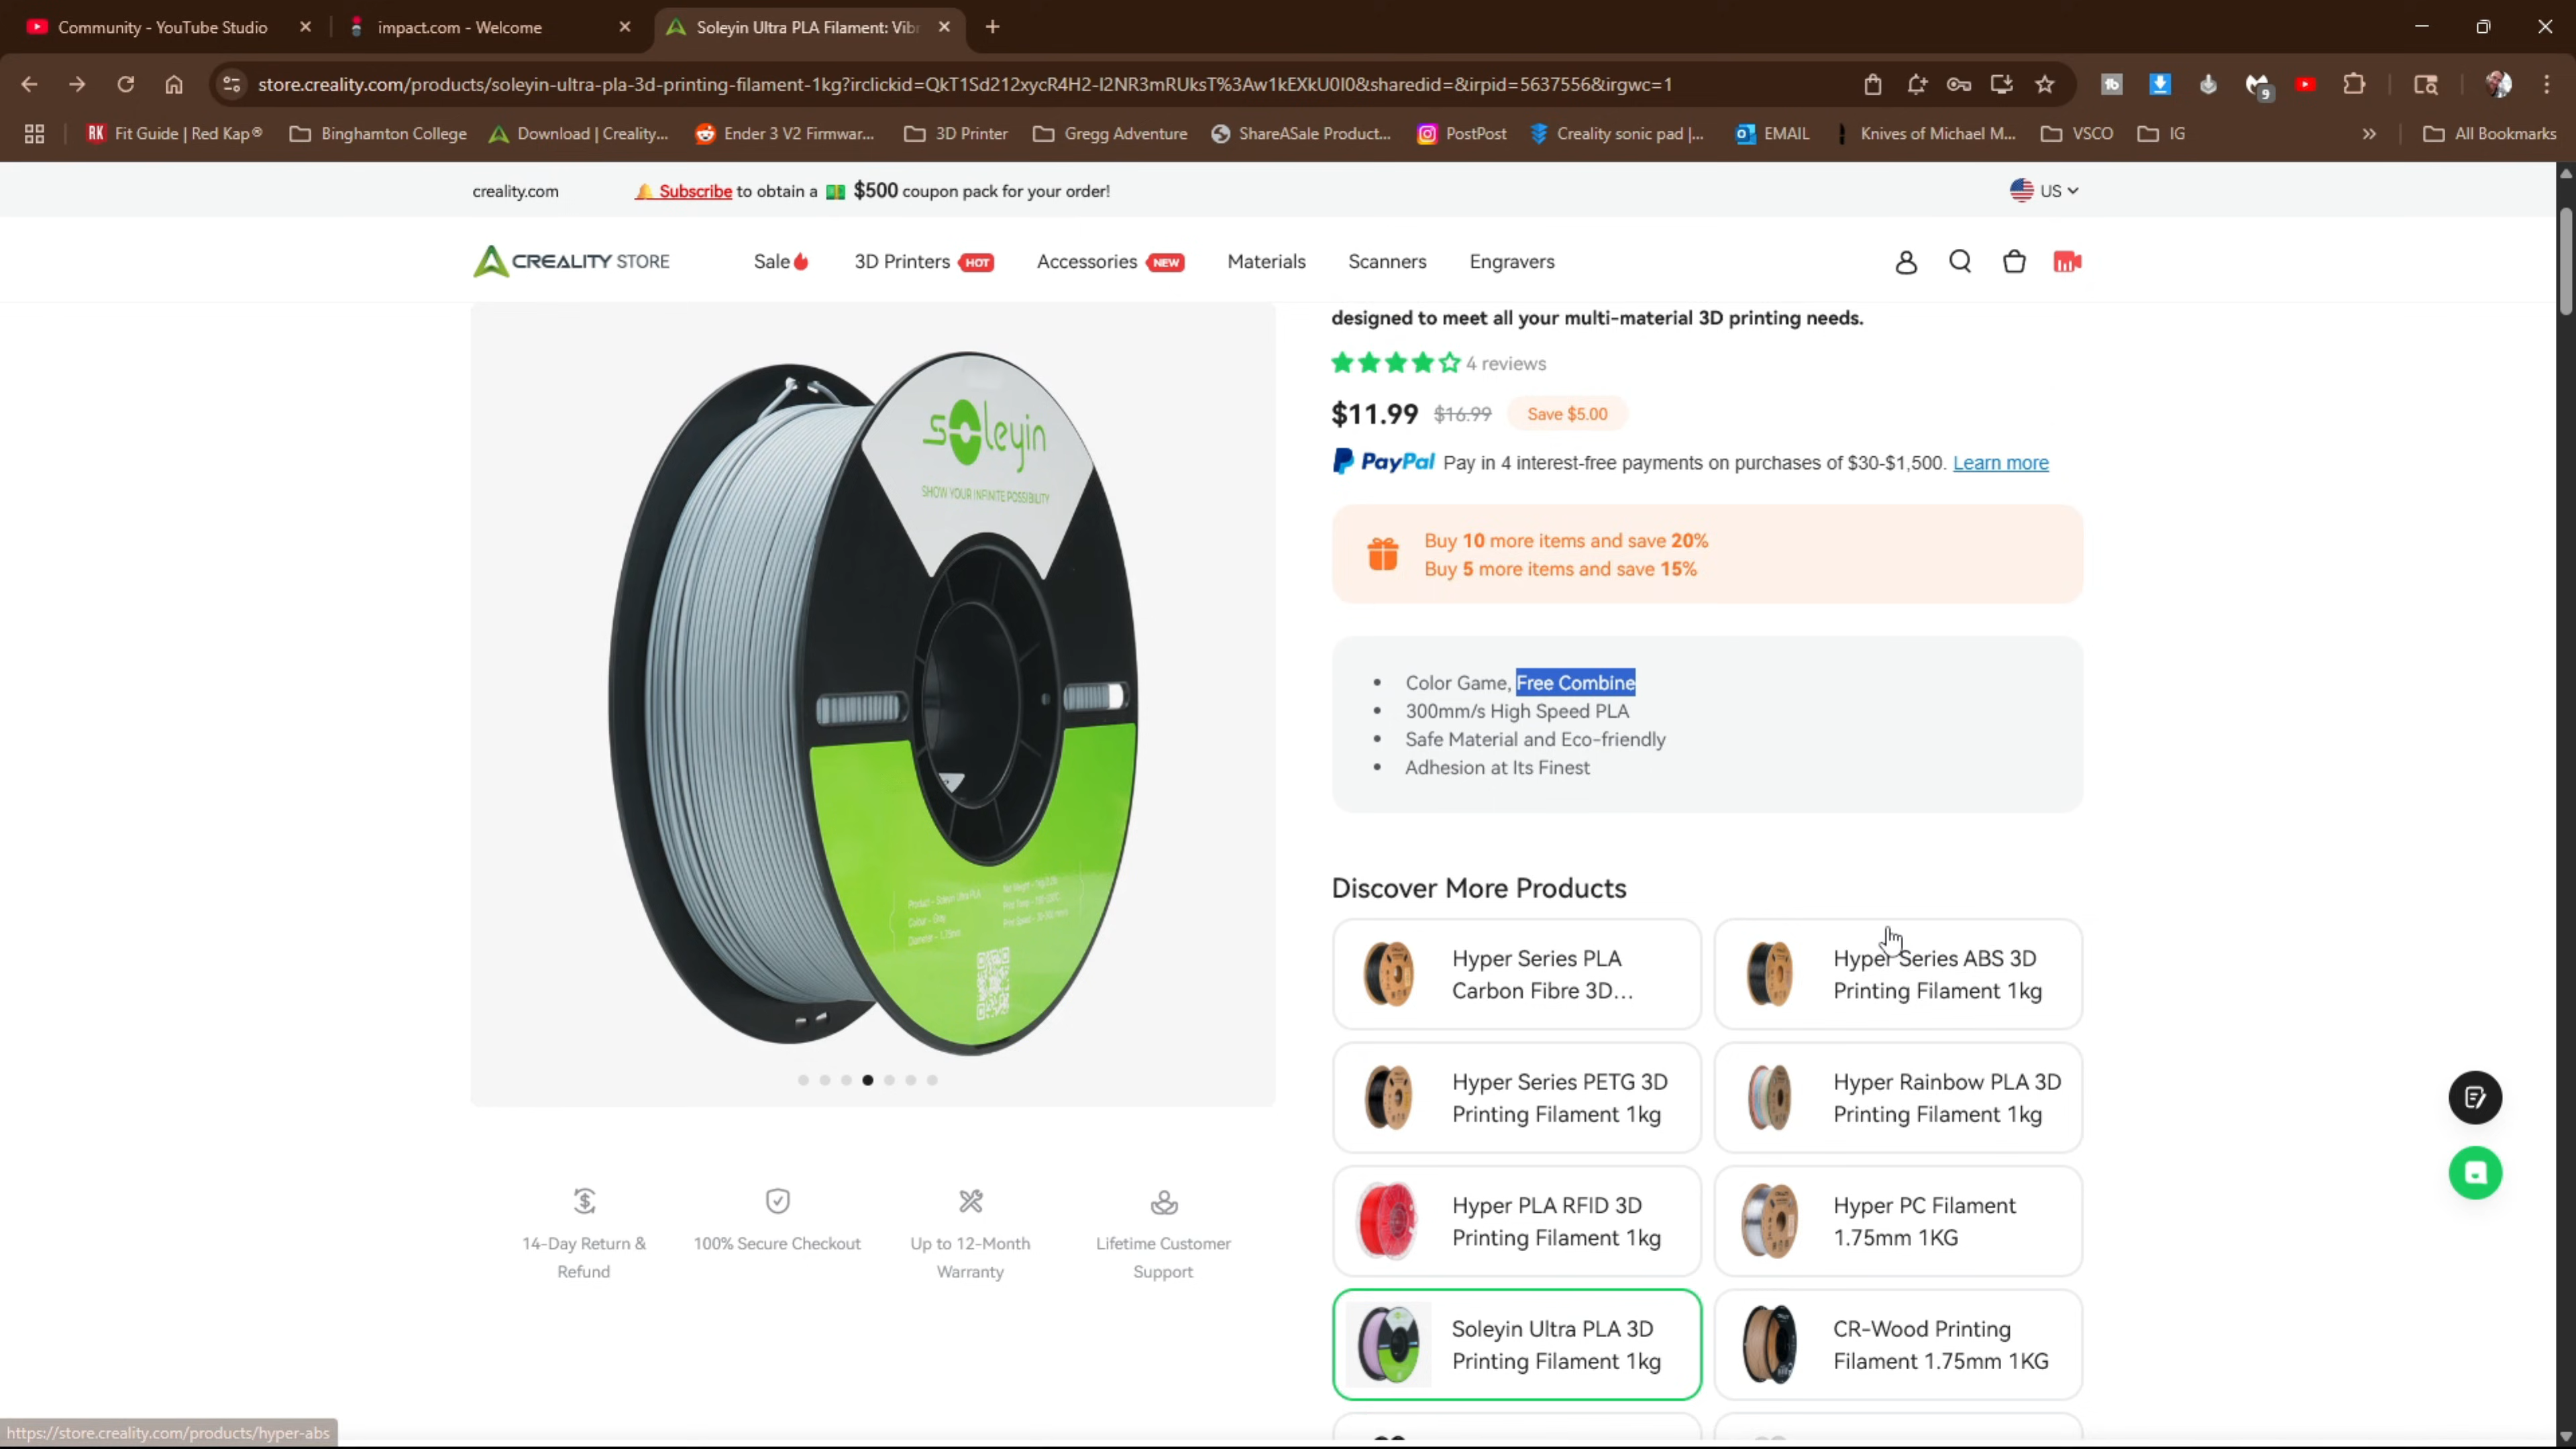 Community - YouTube Studio
impact.com - Welcome
Soleyin Ultra PLA Filament: Vibr
store.creality.com/products/soleyin-ultra-pla-3d-printing-filament-1kg?irclickid=QkT1Sd212xycR4H2-I2NR3mRUksT%3Aw1kEXkU0I0&sharedid=&irpid=5637556&irgwc=1
9
RK Fit Guide | Red Kap®
Binghamton College
Download | Creality...
Ender 3 V2 Firmwar...
3D Printer
Gregg Adventure
ShareASale Product...
PostPost
Creality sonic pad |...
EMAIL
Knives of Michael M...
VSCO
IG
All Bookmarks
creality.com
Subscribe to obtain a $500 coupon pack for your order!
US
CREALITY STORE
Sale
3D Printers HOT
Accessories NEW
Materials
Scanners
Engravers
designed to meet all your multi-material 3D printing needs.
4 reviews
$11.99 $16.99 Save $5.00
PayPal Pay in 4 interest-free payments on purchases of $30-$1,500. Learn more
Buy 10 more items and save 20%
Buy 5 more items and save 15%
Color Game, Free Combine
300mm/s High Speed PLA
Safe Material and Eco-friendly
Adhesion at Its Finest
soleyin
SHOW YOUR INFINITE POSSIBILITY
Product - Soleyin Ultra PLA
Colour - Gray
Diameter - 1.75mm
Discover More Products
Hyper Series PLA
Carbon Fibre 3D...
Hyper Series ABS 3D
Printing Filament 1kg
Hyper Series PETG 3D
Printing Filament 1kg
Hyper Rainbow PLA 3D
Printing Filament 1kg
Hyper PLA RFID 3D
Printing Filament 1kg
Hyper PC Filament
1.75mm 1KG
Soleyin Ultra PLA 3D
Printing Filament 1kg
CR-Wood Printing
Filament 1.75mm 1KG
14-Day Return &
Refund
100% Secure Checkout
Up to 12-Month
Warranty
Lifetime Customer
Support
https://store.creality.com/products/hyper-abs